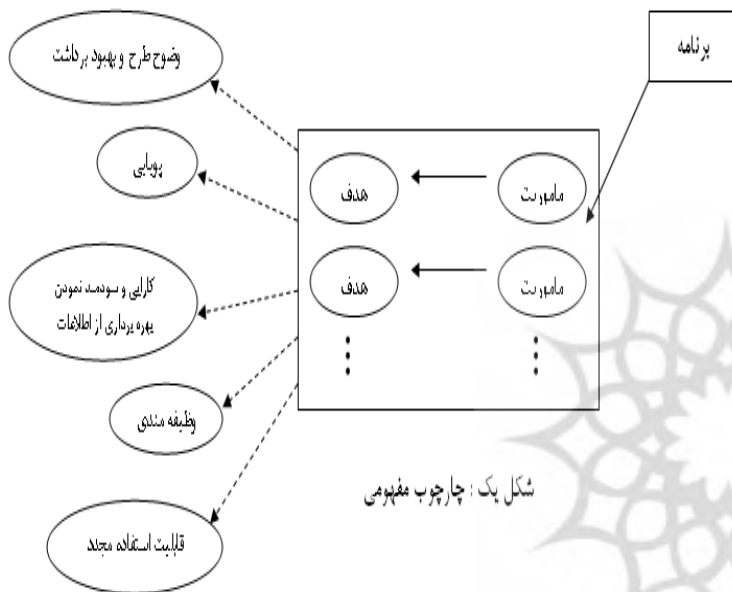 برنامه
وضوح طرح و بهبود برداشت
پویایی
ماموریت
هدف
ماموریت
هدف
کارایی و سودمند نمودن
بهره برداری از اطلاعات
وظیفه مندی
قابلیت استفاده مجدد
شکل یک : چارچوب مفهومی